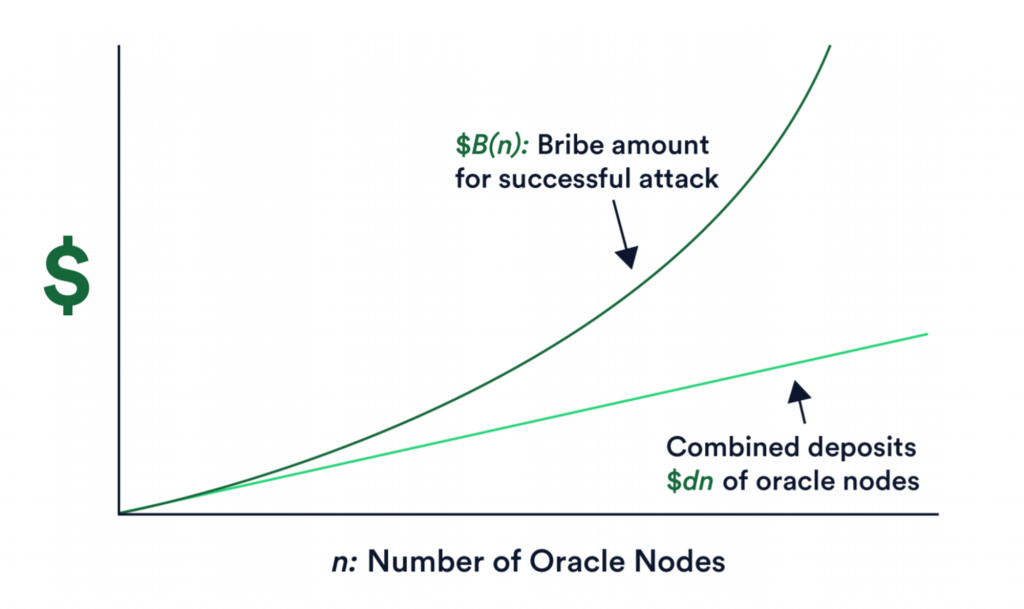 $B(n): Bribe amount
for successful attack
$
Combined deposits
$dn of oracle nodes
n: Number of Oracle Nodes